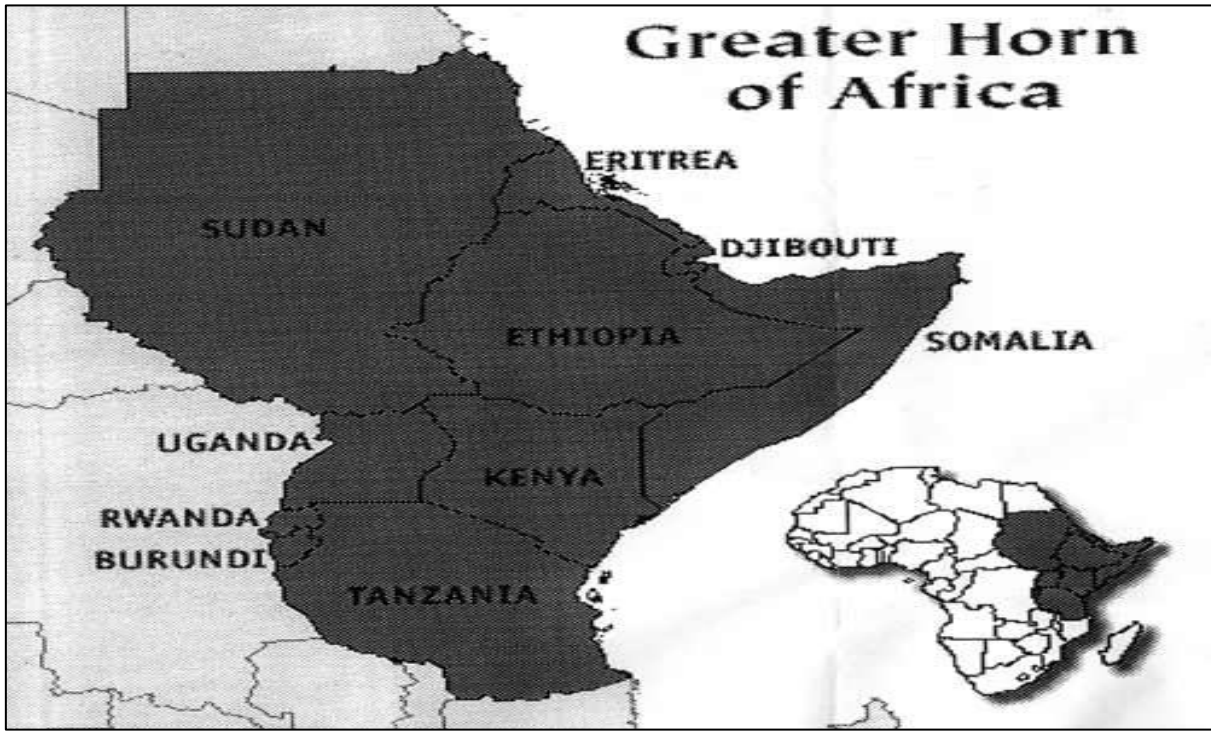 Greater Horn
of Africa
ERITREA
SUDAN
DJIBOUTI
ETHIOPIA
SOMALIA
UGANDA
KENYA
RWANDA
BURUNDI
TANZANIA